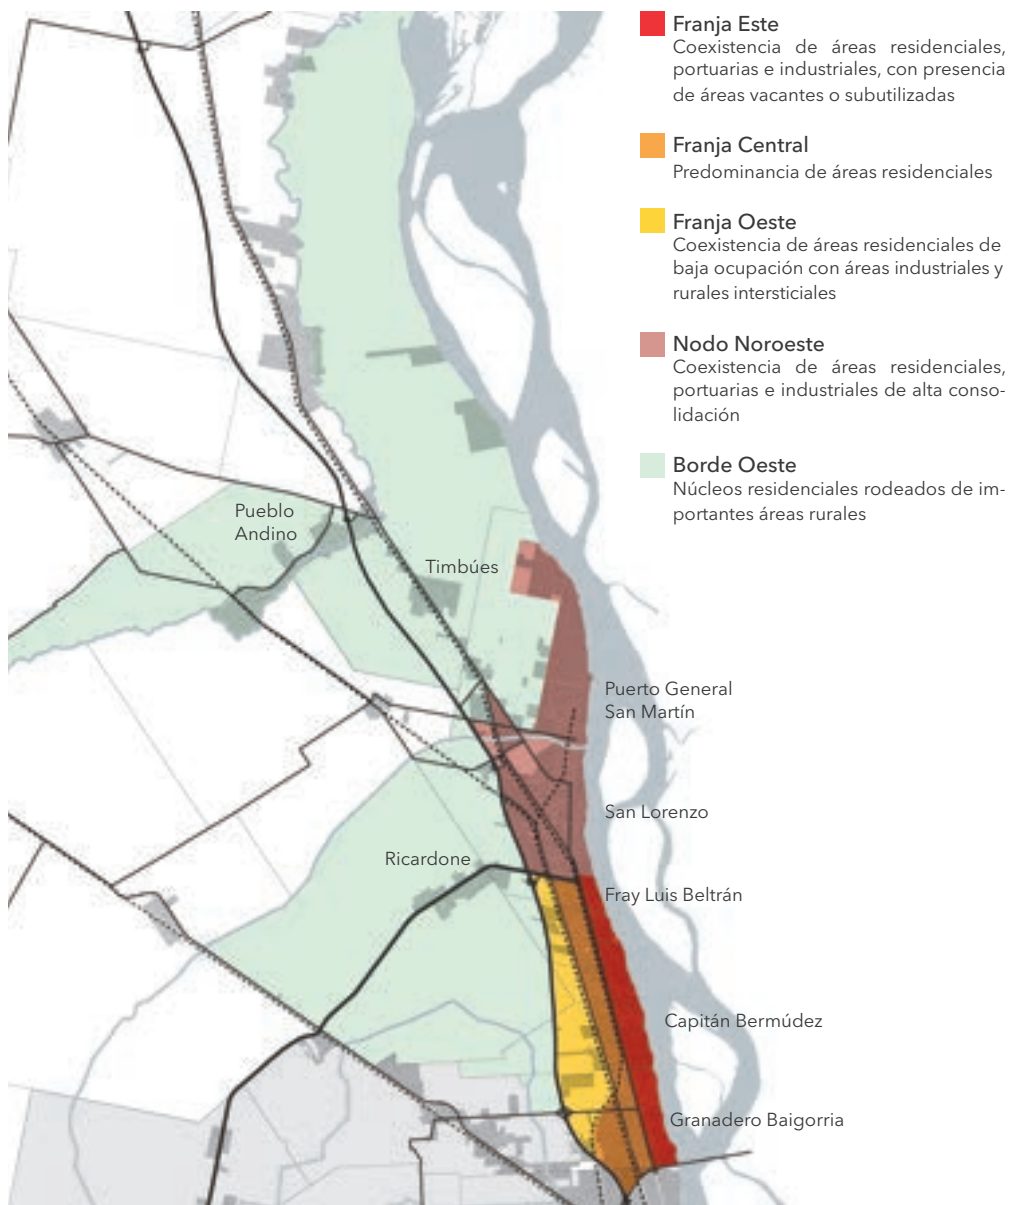 Franja Este
Coexistencia de áreas residenciales,
portuarias e industriales, con presencia
de áreas vacantes o subutilizadas
Franja Central
Predominancia de áreas residenciales
Franja Oeste
Coexistencia de áreas residenciales de
baja ocupación con áreas industriales y
rurales intersticiales
Nodo Noroeste
Coexistencia de áreas residenciales,
portuarias e industriales de alta conso-
lidación
Borde Oeste
Núcleos residenciales rodeados de im-
portantes áreas rurales
Pueblo
Andino
Timbúes
Puerto General
San Martín
San Lorenzo
Ricardone
Fray Luis Beltrán
Capitán Bermúdez
Granadero Baigorria